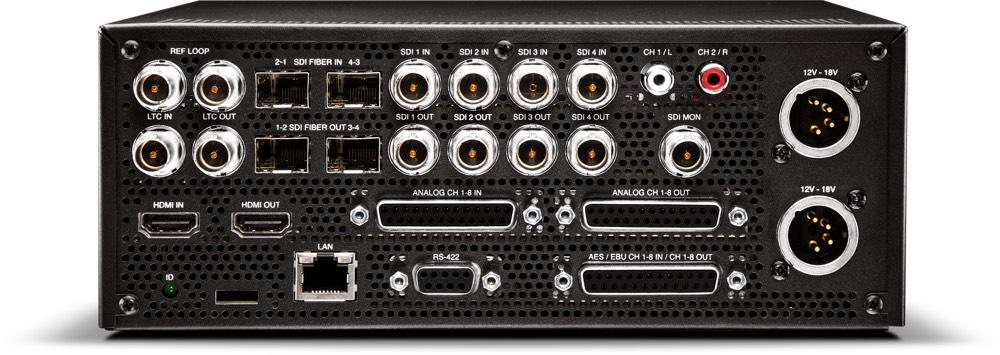 REF LOOP
2-1 SDI FIBER IN 4-3
SDI 1 IN SDI 2 IN SDI 3 IN SDI 4 IN
CH 1 / L CH 2 / R
12V - 18V
LTC IN LTC OUT
1-2 SDI FIBER OUT 3-4
SDI 1 OUT SDI 2 OUT SDI 3 OUT SDI 4 OUT
SDI MON
HDMI IN HDMI OUT
ANALOG CH 1-8 IN
ANALOG CH 1-8 OUT
12V - 18V
LAN
RS-422
AES / EBU CH 1-8 IN / CH 1-8 OUT
ID